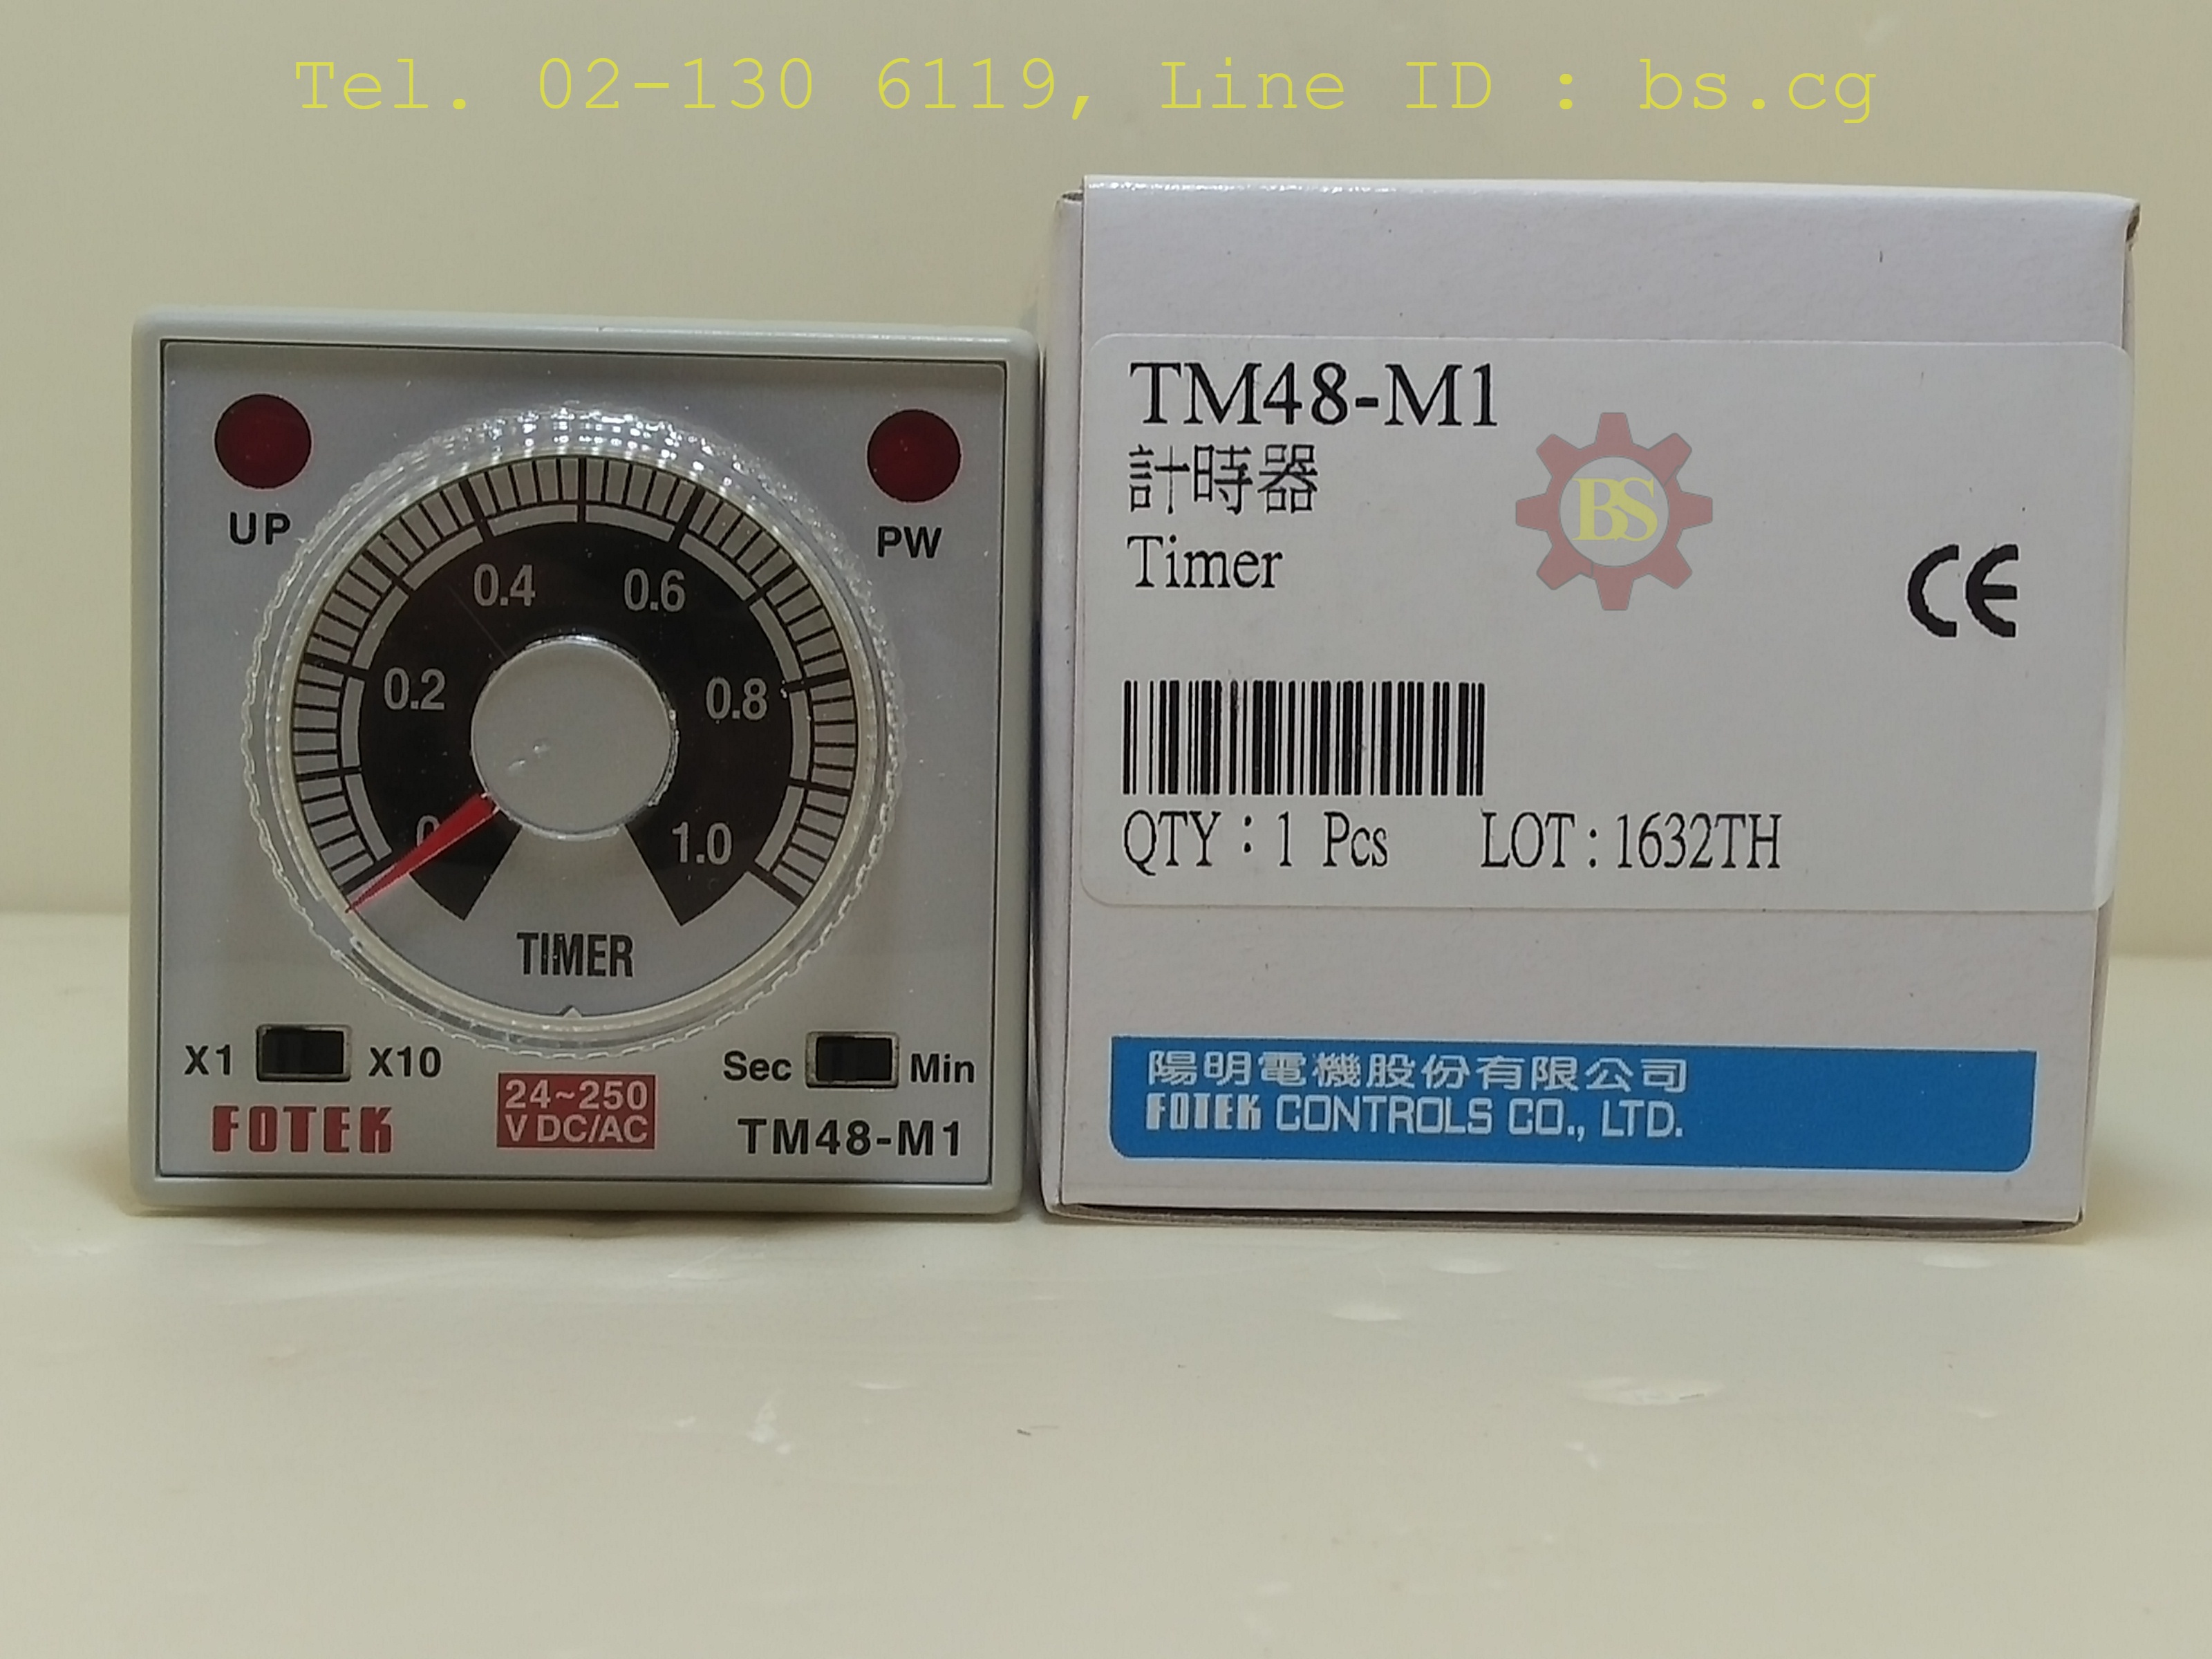 Tel. 02-130 6119, Line ID : bs.cg
UP
PW
0
0.2
0.4
0.6
0.8
1.0
TIMER
X1 X10
Sec Min
FOTEK
24~250
V DC/AC
TM48-M1
TM48-M1
計時器
Timer
BS
CE
QTY : 1 Pcs LOT : 1632TH
陽明電機股份有限公司
FOTEK CONTROLS CO., LTD.